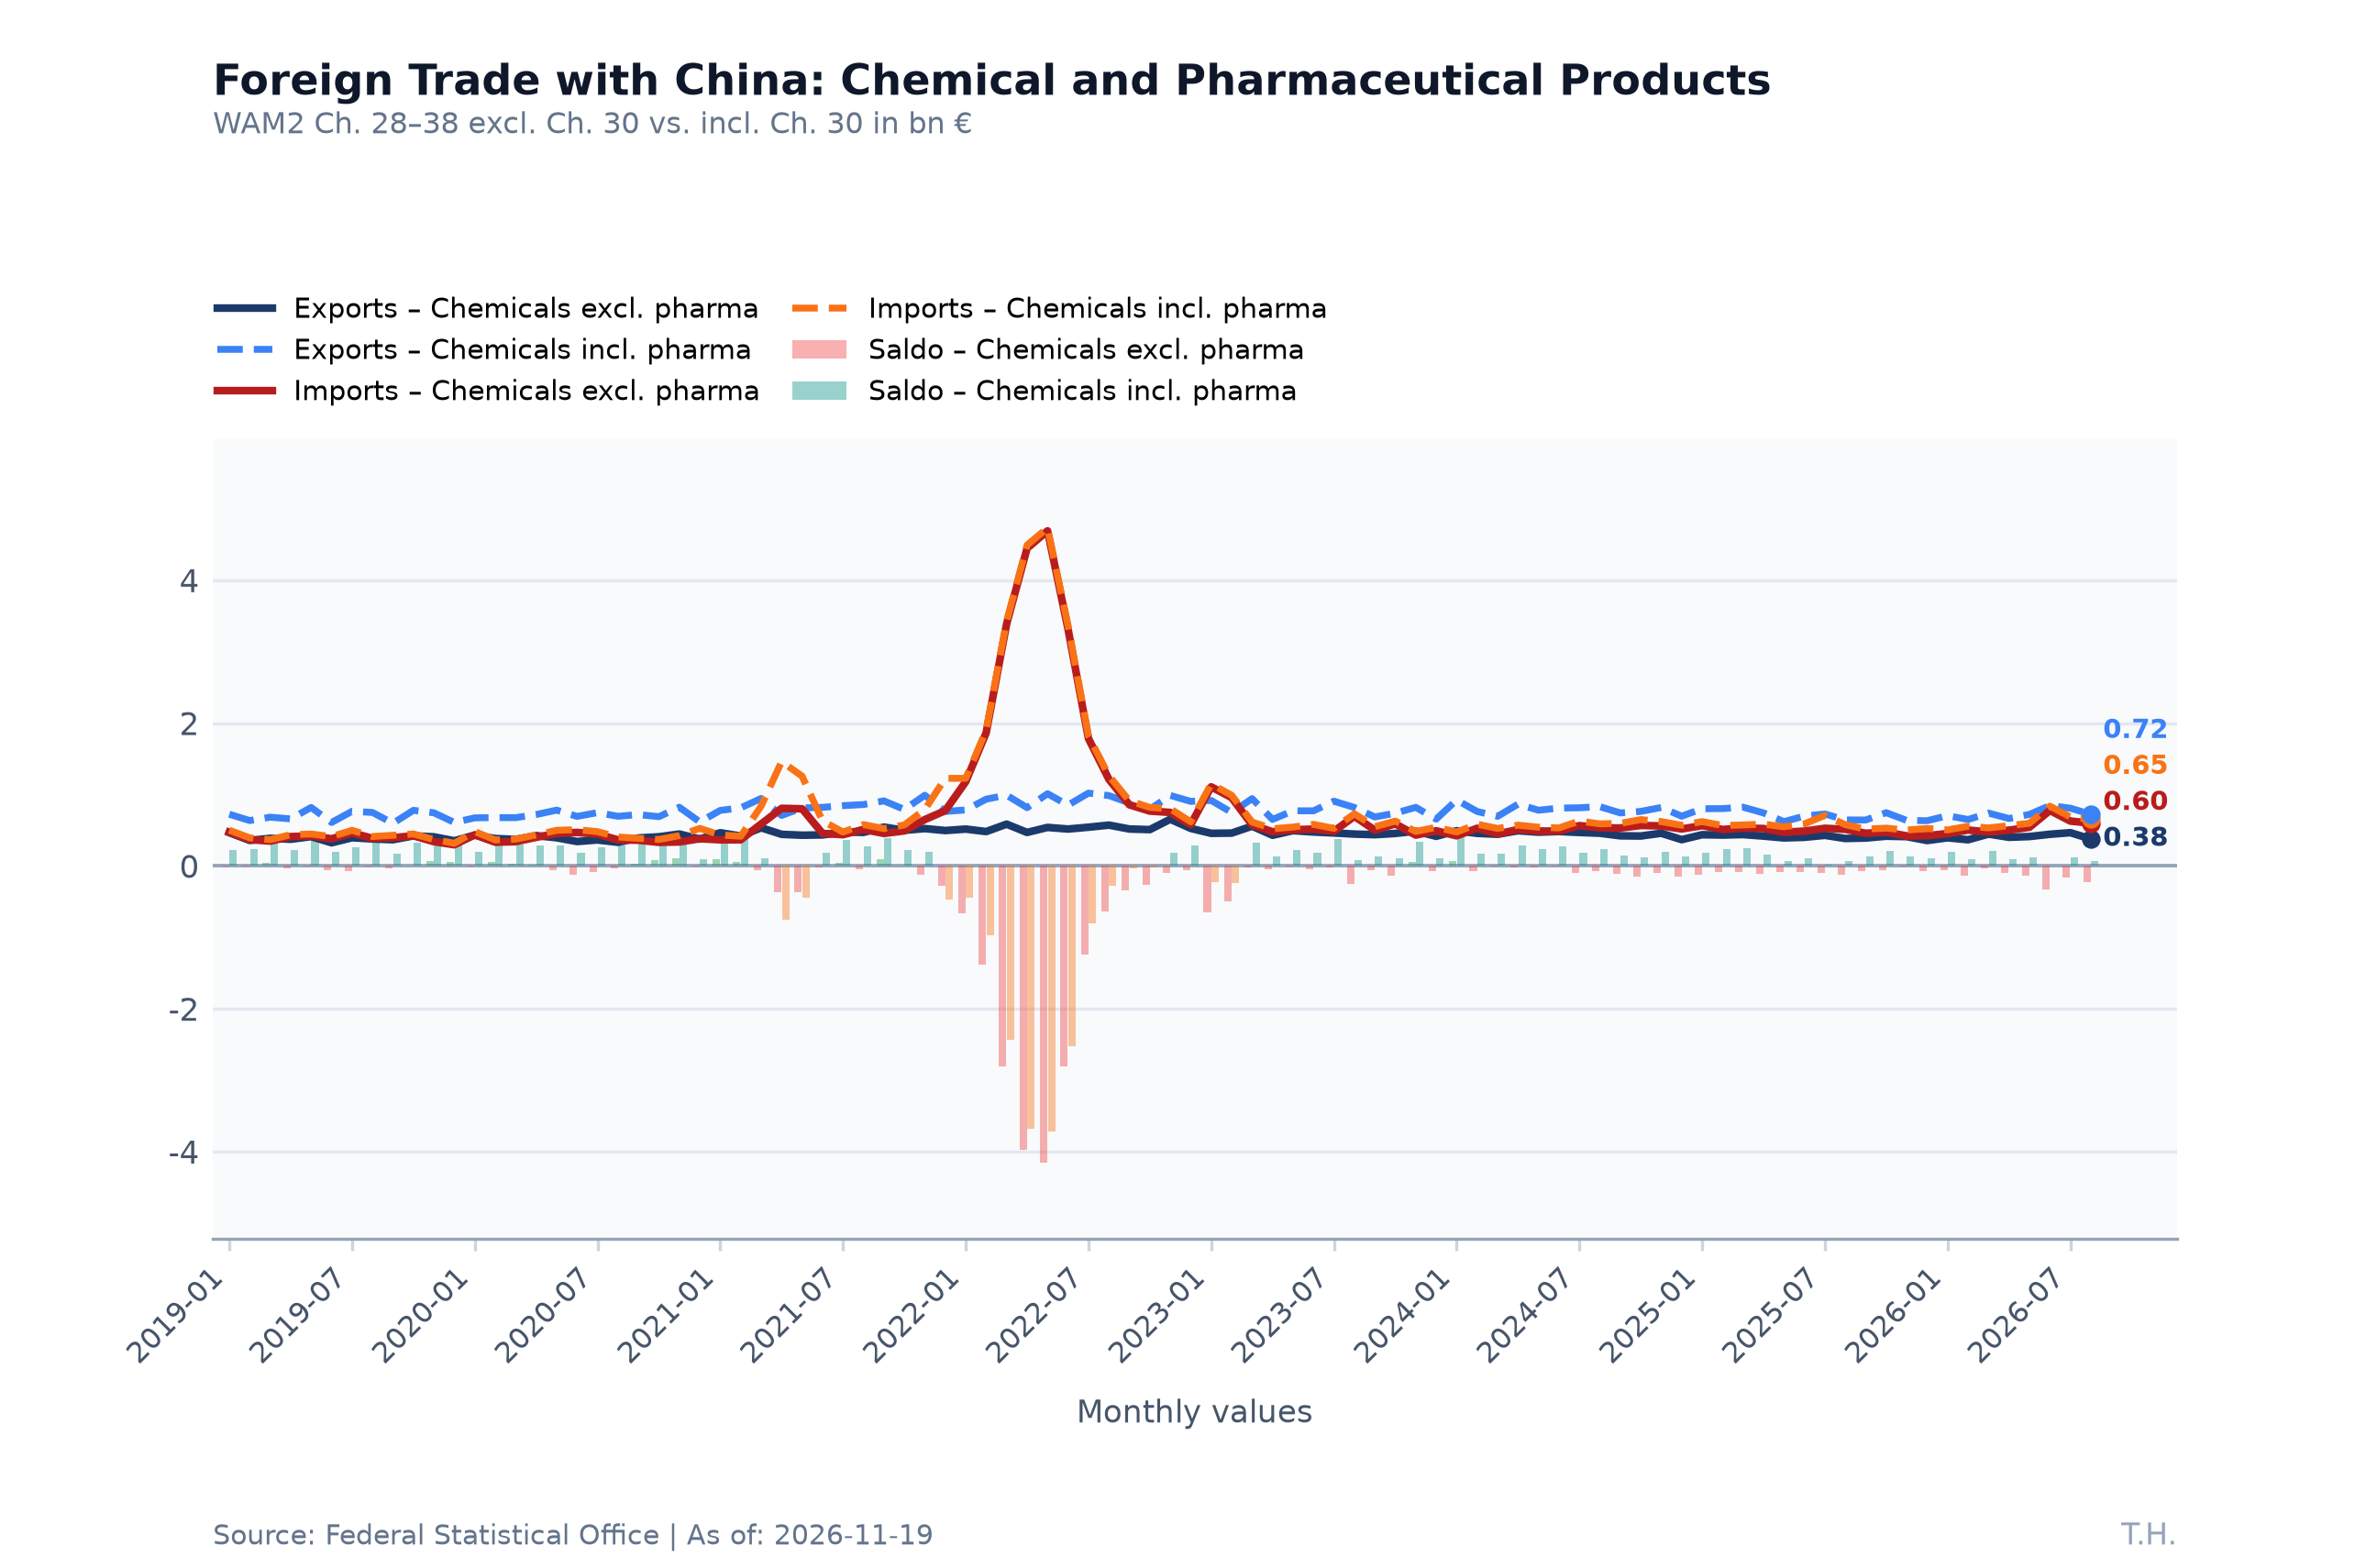 Foreign Trade with China: Chemical and Pharmaceutical Products
WAM2 Ch. 28–38 excl. Ch. 30 vs. incl. Ch. 30 in bn €
Exports – Chemicals excl. pharma
Exports – Chemicals incl. pharma
Imports – Chemicals excl. pharma
Imports – Chemicals incl. pharma
Saldo – Chemicals excl. pharma
Saldo – Chemicals incl. pharma
4
2
0
-2
-4
0.72
0.65
0.60
0.38
2019-01
2019-07
2020-01
2020-07
2021-01
2021-07
2022-01
2022-07
2023-01
2023-07
2024-01
2024-07
2025-01
2025-07
2026-01
2026-07
Monthly values
Source: Federal Statistical Office | As of: 2026-11-19
T.H.